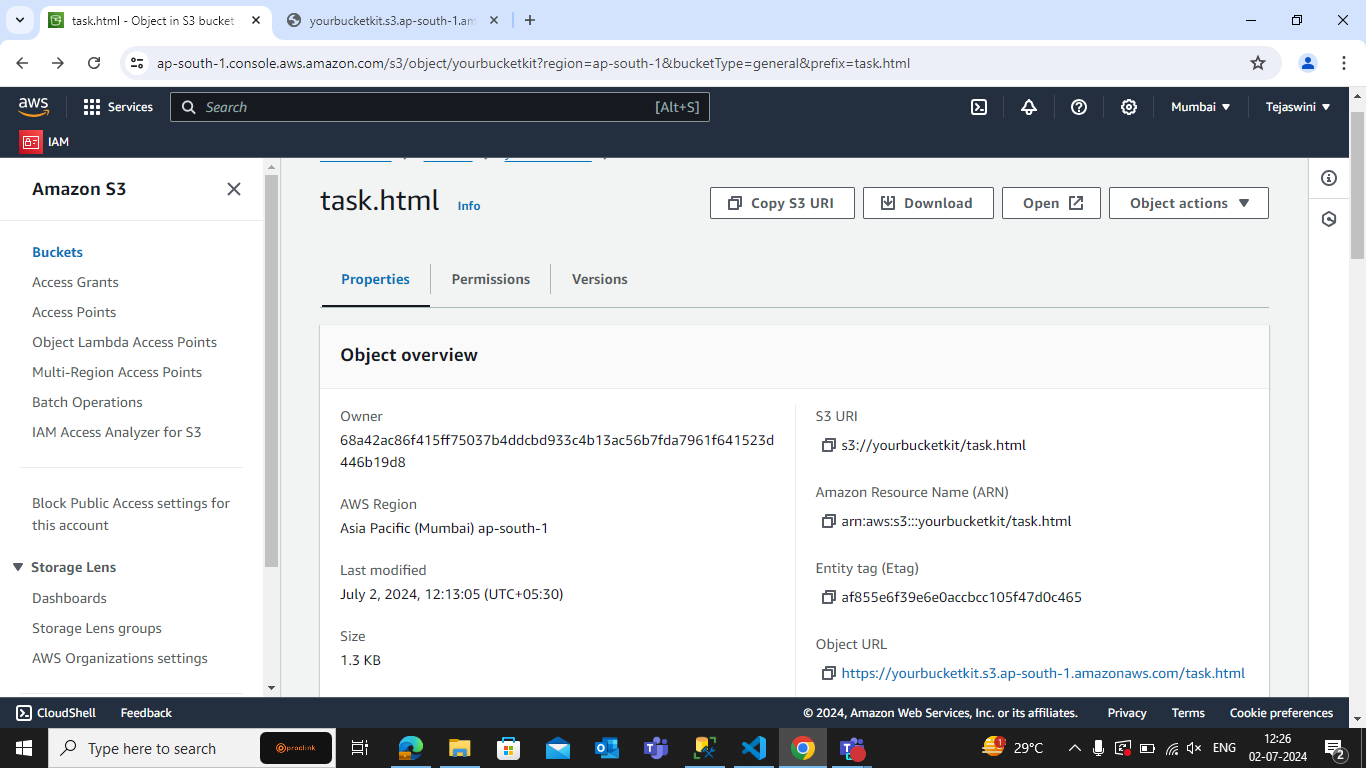 task.html - Object in S3 bucket
yourbucketkit.s3.ap-south-1.am
ap-south-1.console.aws.amazon.com/s3/object/yourbucketkit?region=ap-south-1&bucketType=general&prefix=task.html
aws
Services
Search
[Alt+S]
Mumbai
Tejaswini
IAM
Amazon S3
Buckets
Access Grants
Access Points
Object Lambda Access Points
Multi-Region Access Points
Batch Operations
IAM Access Analyzer for S3
Block Public Access settings for
this account
Storage Lens
Dashboards
Storage Lens groups
AWS Organizations settings
task.html
Info
Copy S3 URI
Download
Open
Object actions
Properties
Permissions
Versions
Object overview
Owner
68a42ac86f415ff75037b4ddcbd933c4b13ac56b7fda7961f641523d
446b19d8
AWS Region
Asia Pacific (Mumbai) ap-south-1
Last modified
July 2, 2024, 12:13:05 (UTC+05:30)
Size
1.3 KB
S3 URI
s3://yourbucketkit/task.html
Amazon Resource Name (ARN)
arn:aws:s3:::yourbucketkit/task.html
Entity tag (Etag)
af855e6f39e6e0accbcc105f47d0c465
Object URL
https://yourbucketkit.s3.ap-south-1.amazonaws.com/task.html
CloudShell
Feedback
© 2024, Amazon Web Services, Inc. or its affiliates.
Privacy
Terms
Cookie preferences
Type here to search
proclink
1
29°C
ENG
12:26
02-07-2024
2